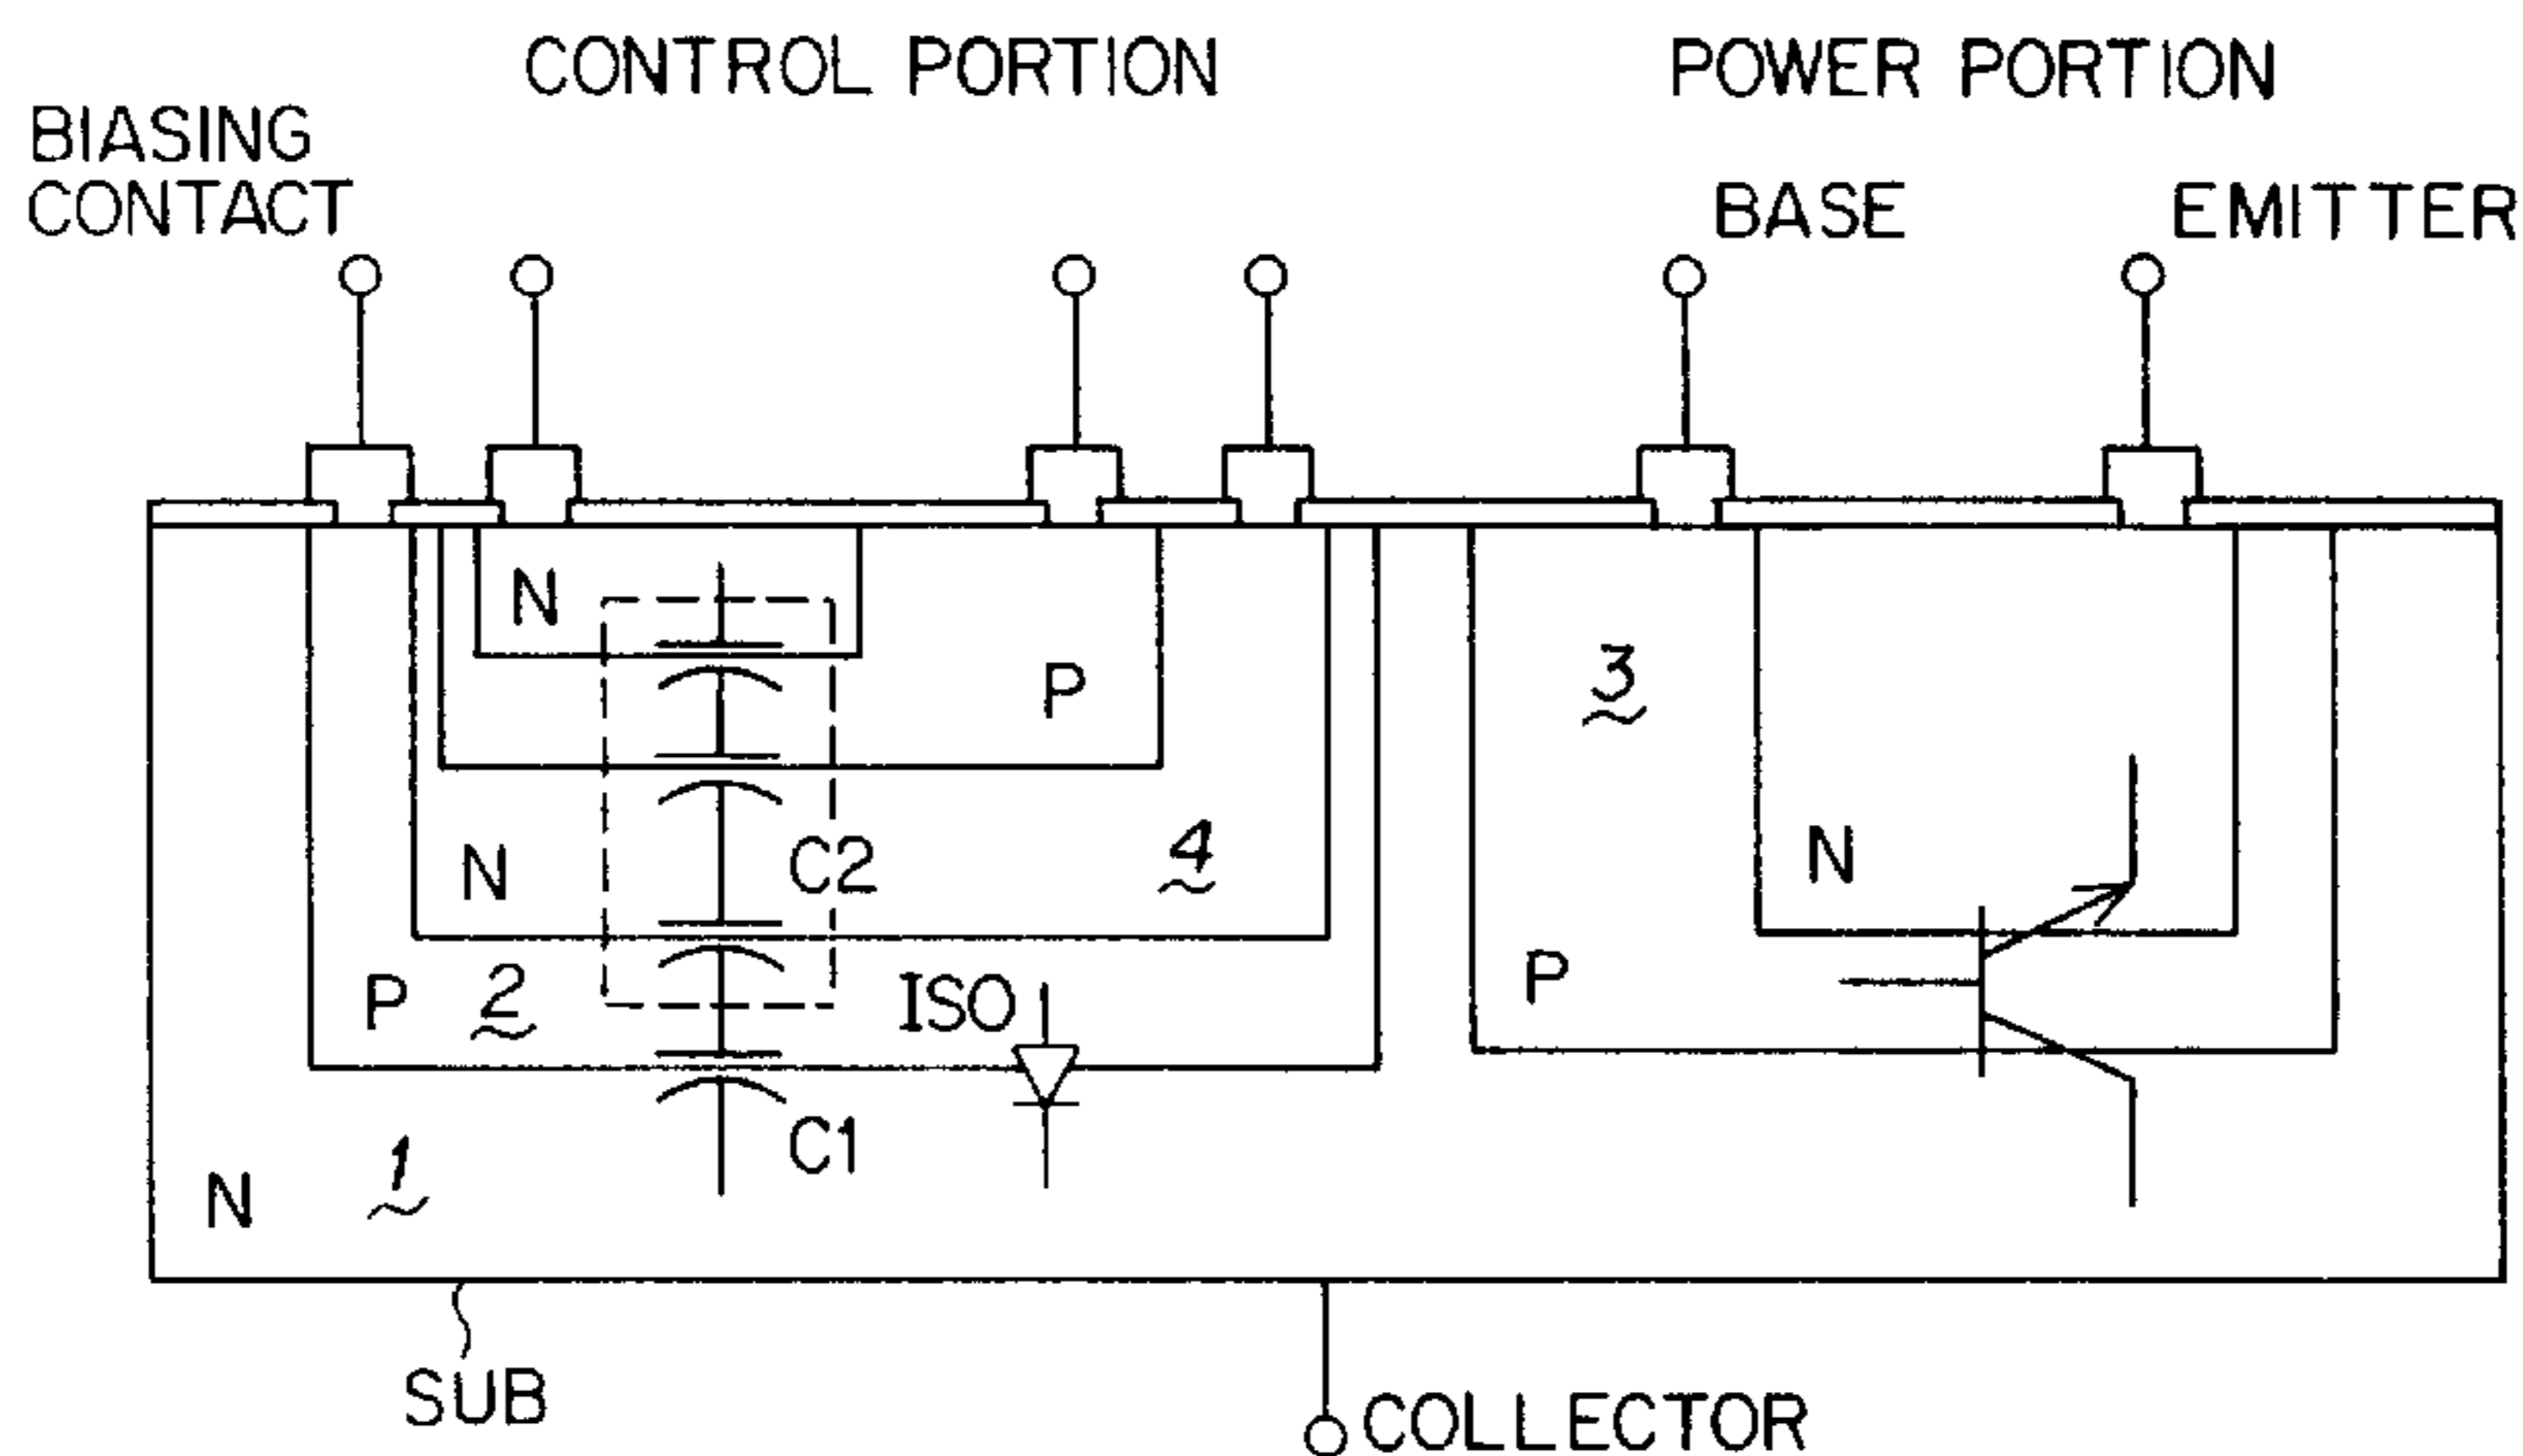 CONTROL PORTION
POWER PORTION
BIASING
CONTACT
BASE
EMITTER
N
P
3
N
C2
4
N
P
2
ISO
P
C1
N
1
SUB
COLLECTOR